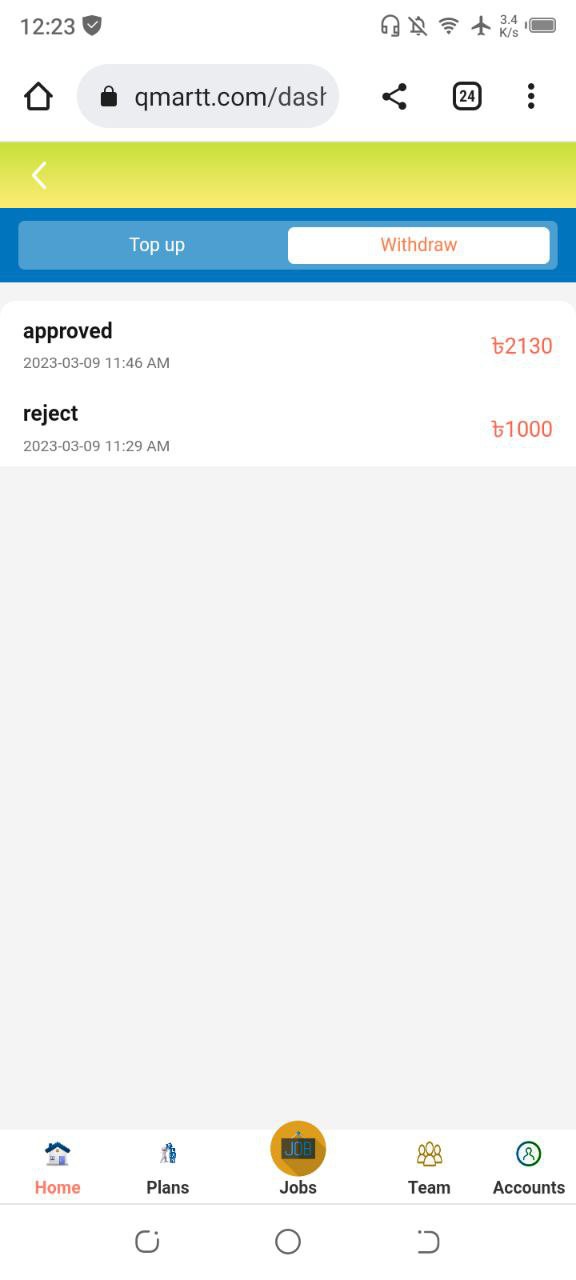 12:23
3.4
K/s
qmartt.com/dash
24
Top up
Withdraw
approved
৳2130
2023-03-09 11:46 AM
reject
৳1000
2023-03-09 11:29 AM
JOB
Home
Plans
Jobs
Team
Accounts